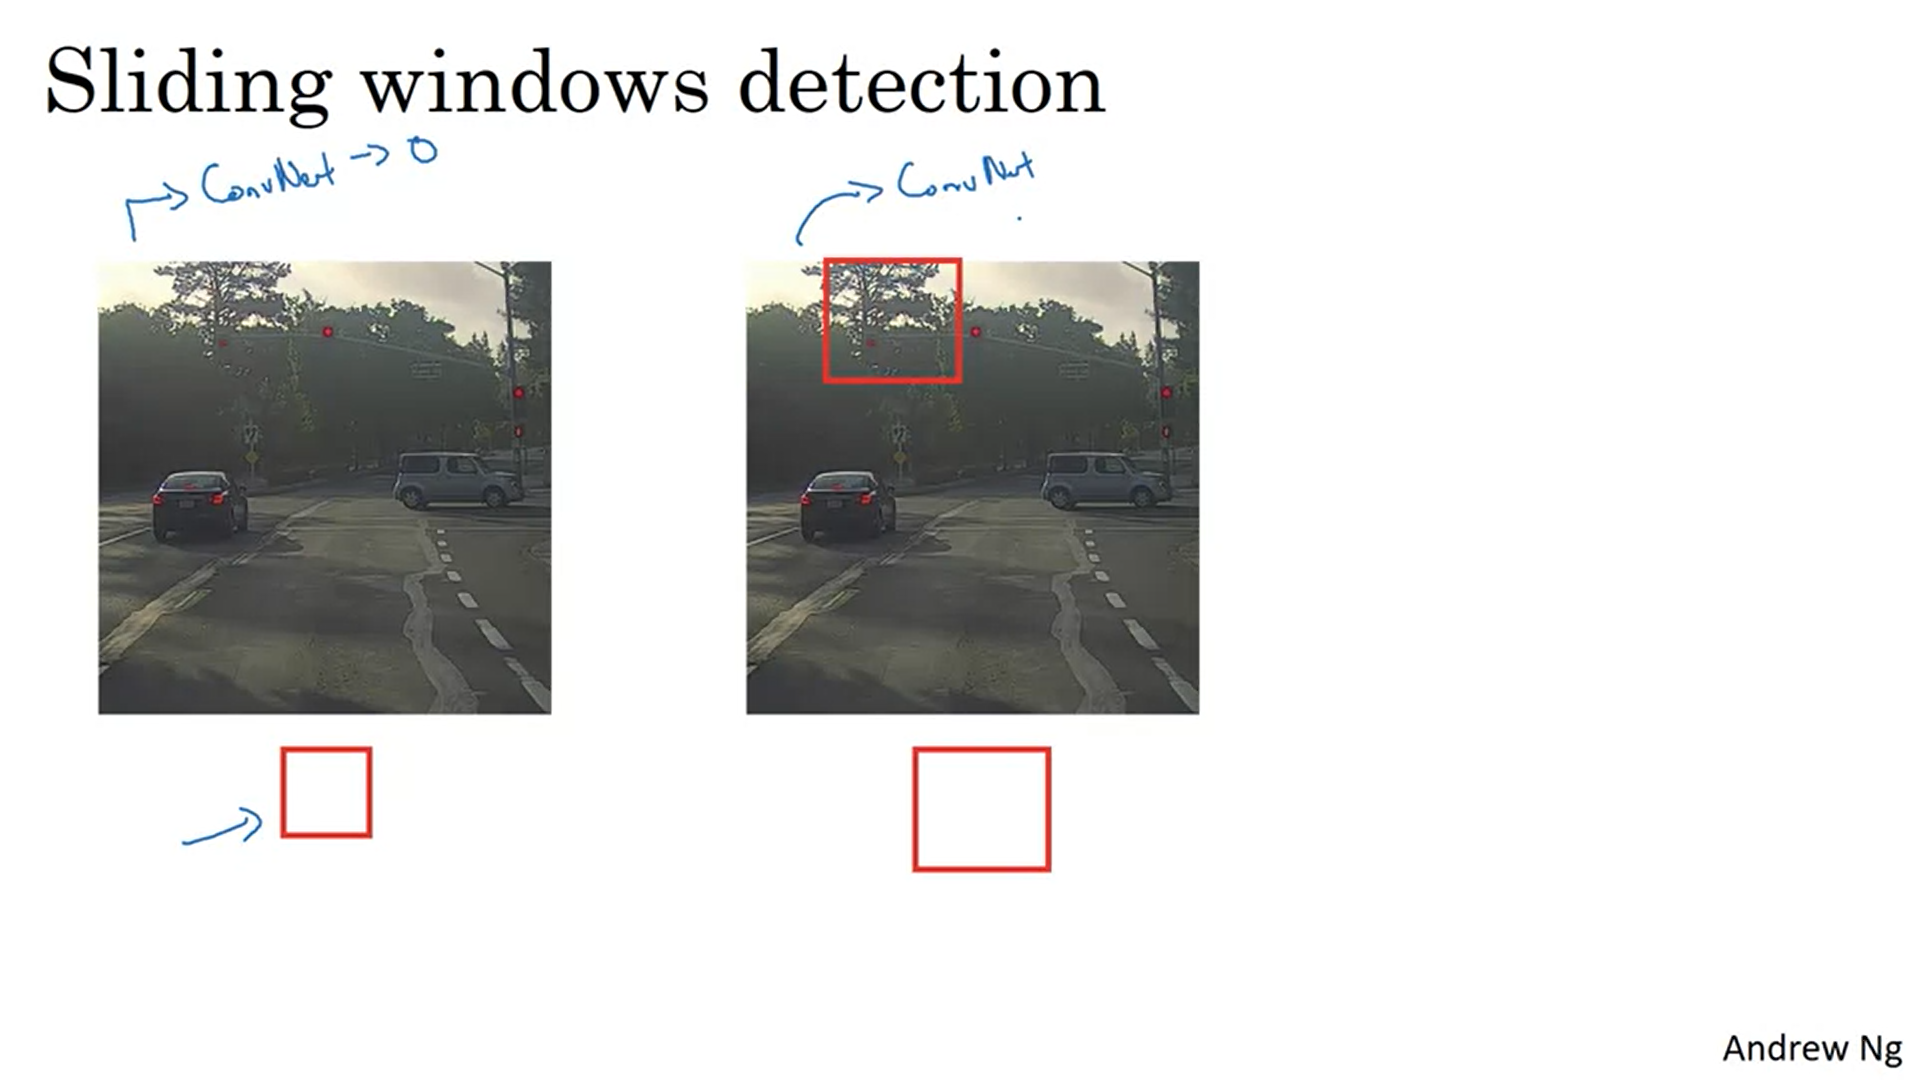 Sliding windows detection
ConvNet → 0
ConvNet
Andrew Ng